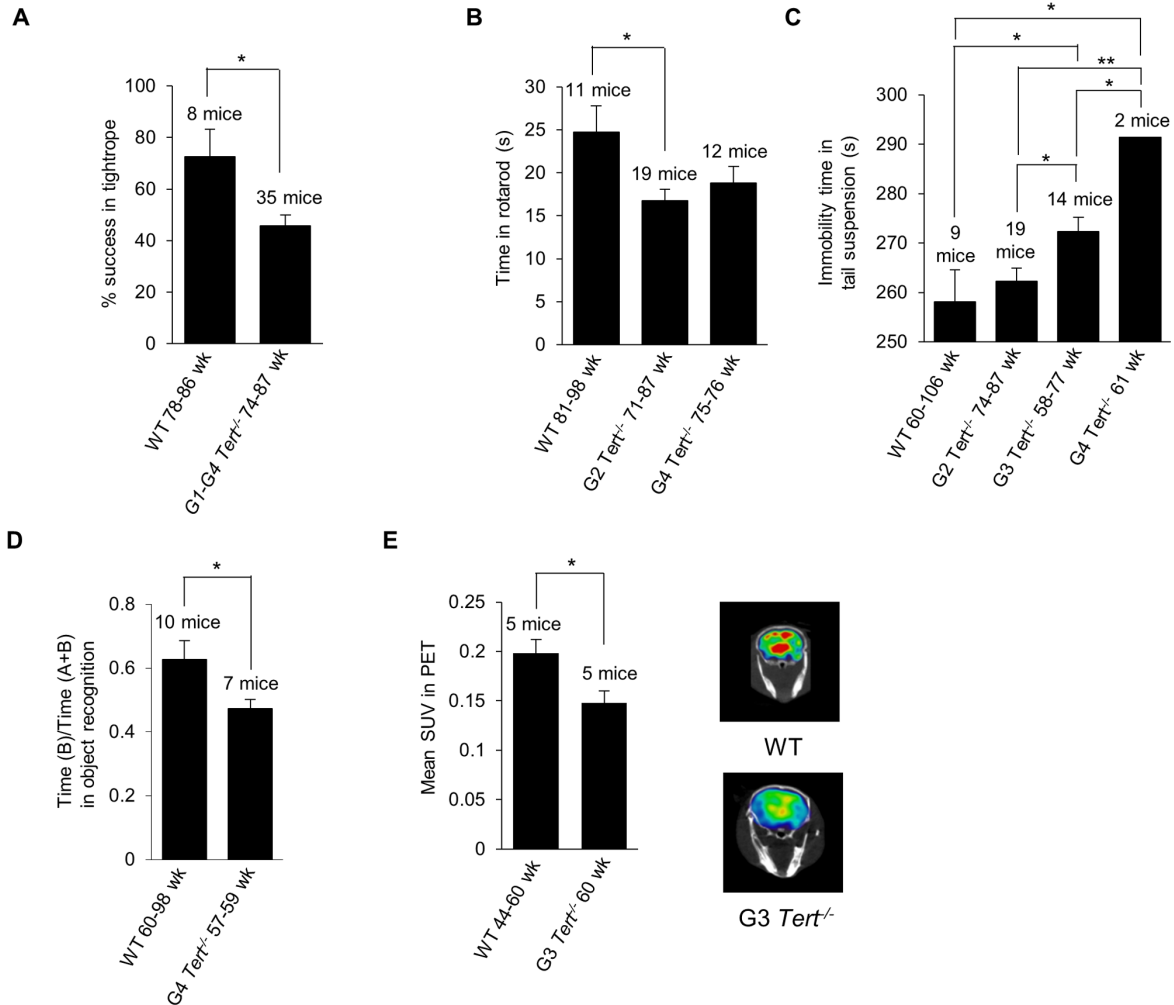 A
*
8 mice
35 mice
% success in tightrope
100
80
60
40
20
0
WT 78-86 wk
G1-G4 Tert-/- 74-87 wk
B
*
11 mice
19 mice
12 mice
Time in rotarod (s)
30
25
20
15
10
5
0
WT 81-98 wk
G2 Tert-/- 71-87 wk
G4 Tert-/- 75-76 wk
C
*
*
**
*
*
2 mice
14 mice
19
mice
9
mice
Immobility time in
tail suspension (s)
300
290
280
270
260
250
WT 60-106 wk
G2 Tert-/- 74-87 wk
G3 Tert-/- 58-77 wk
G4 Tert-/- 61 wk
D
*
10 mice
7 mice
Time (B)/Time (A+B)
in object recognition
0.8
0.6
0.4
0.2
0
WT 60-98 wk
G4 Tert-/- 57-59 wk
E
*
5 mice
5 mice
Mean SUV in PET
0.25
0.2
0.15
0.1
0.05
0
WT 44-60 wk
G3 Tert-/- 60 wk
WT
G3 Tert-/-